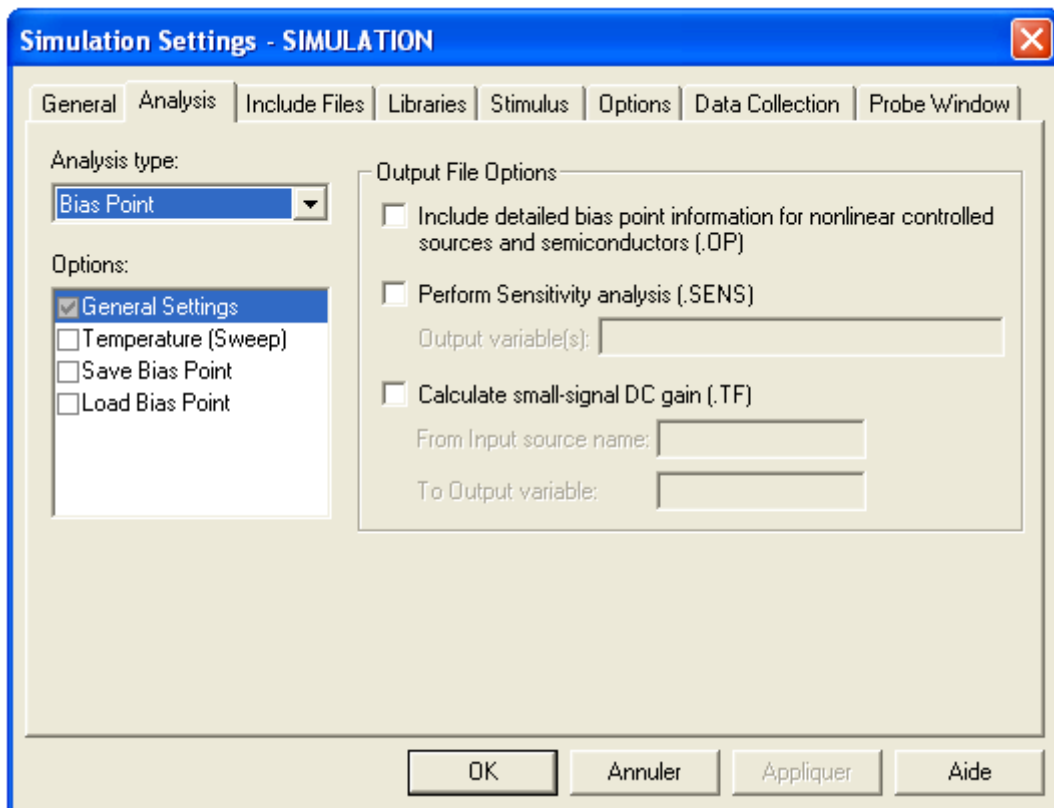 Simulation Settings - SIMULATION
General Analysis Include Files Libraries Stimulus Options Data Collection Probe Window
Analysis type:
Bias Point
Options:
General Settings
Temperature (Sweep)
Save Bias Point
Load Bias Point
Output File Options
Include detailed bias point information for nonlinear controlled
sources and semiconductors (.OP)
Perform Sensitivity analysis (.SENS)
Output variable(s):
Calculate small-signal DC gain (.TF)
From Input source name:
To Output variable:
OK Annuler Appliquer Aide